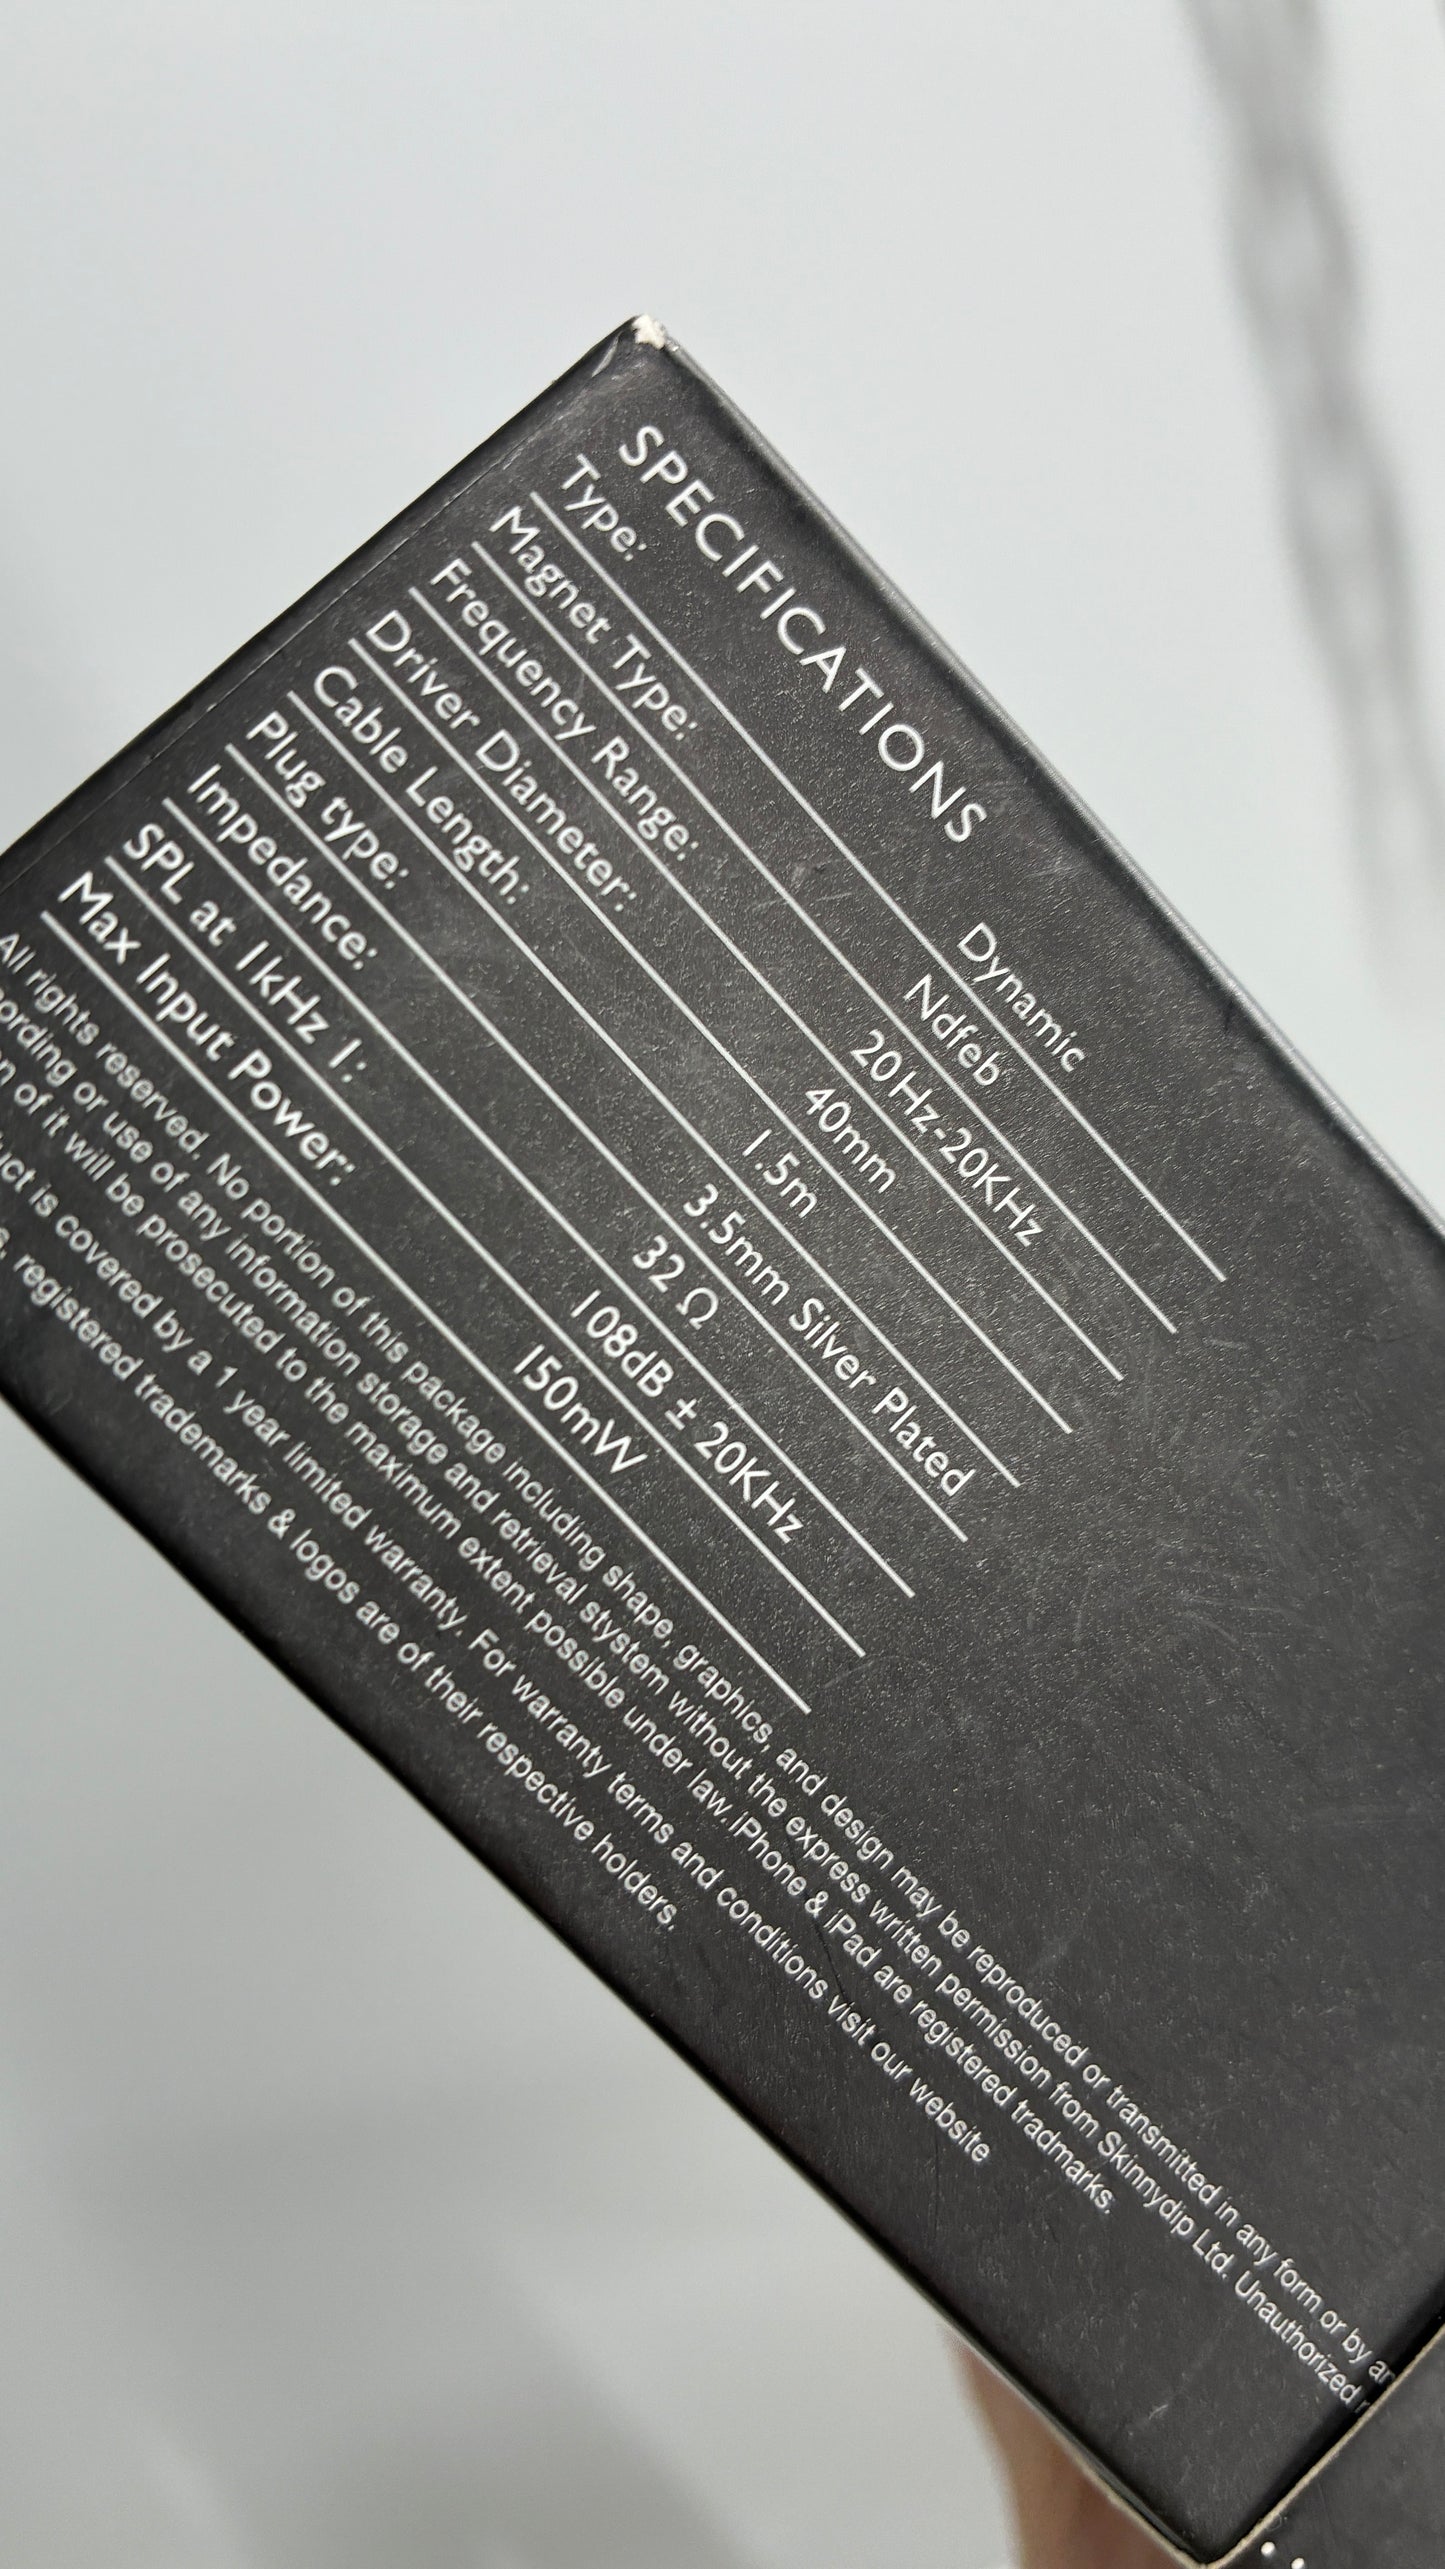 SPECIFICATIONS
Type: Dynamic
Magnet Type: Ndfeb
Frequency Range: 20Hz-20KHz
Driver Diameter: 40mm
Cable Length: 1.5m
Plug type: 3.5mm Silver Plated
Impedance: 32 Ω
SPL at 1kHz 1: 108dB ± 20KHz
Max Input Power: 150mW
All rights reserved. No portion of this package including shape, graphics, and design may be reproduced or transmitted in any form or by
or use of any information storage and retrieval stystem without the express written permission from Skinnydip Ltd. Unauthorized
of it will be prosecuted to the maximum extent possible under law. iPhone & iPad are registered tradmarks.
is covered by a 1 year limited warranty. For warranty terms and conditions visit our website
registered trademarks & logos are of their respective holders.